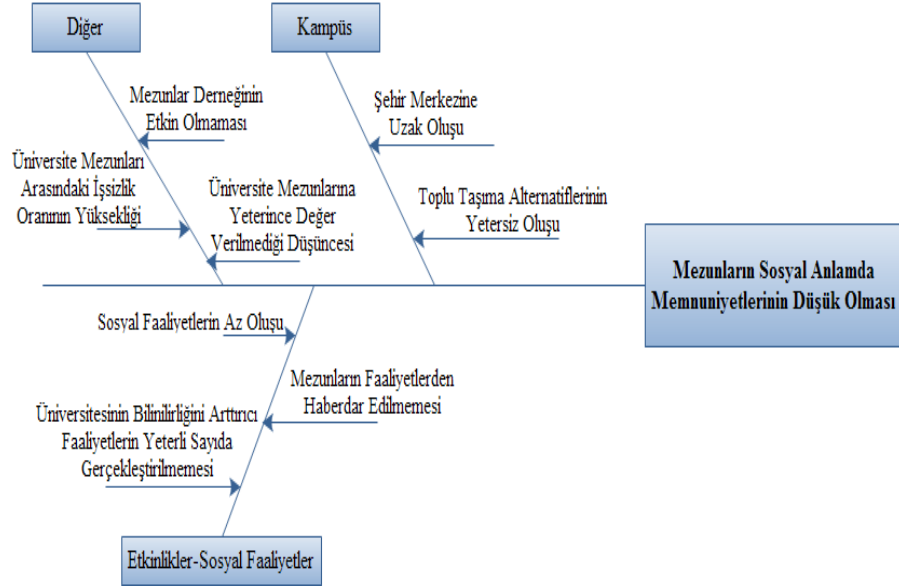 Diğer
Kampüs
Mezunlar Derneğinin
Etkin Olmaması
Şehir Merkezine
Uzak Oluşu
Üniversite Mezunları
Arasındaki İşsizlik
Oranının Yüksekliği
Üniversite Mezunlarına
Yeterince Değer
Verilmediği Düşüncesi
Toplu Taşıma Alternatiflerinin
Yetersiz Oluşu
Mezunların Sosyal Anlamda
Memnuniyetlerinin Düşük Olması
Sosyal Faaliyetlerin Az Oluşu
Mezunların Faaliyetlerden
Haberdar Edilmemesi
Üniversitesinin Bilinilirliğini Arttırıcı
Faaliyetlerin Yeterli Sayıda
Gerçekleştirilmemesi
Etkinlikler-Sosyal Faaliyetler